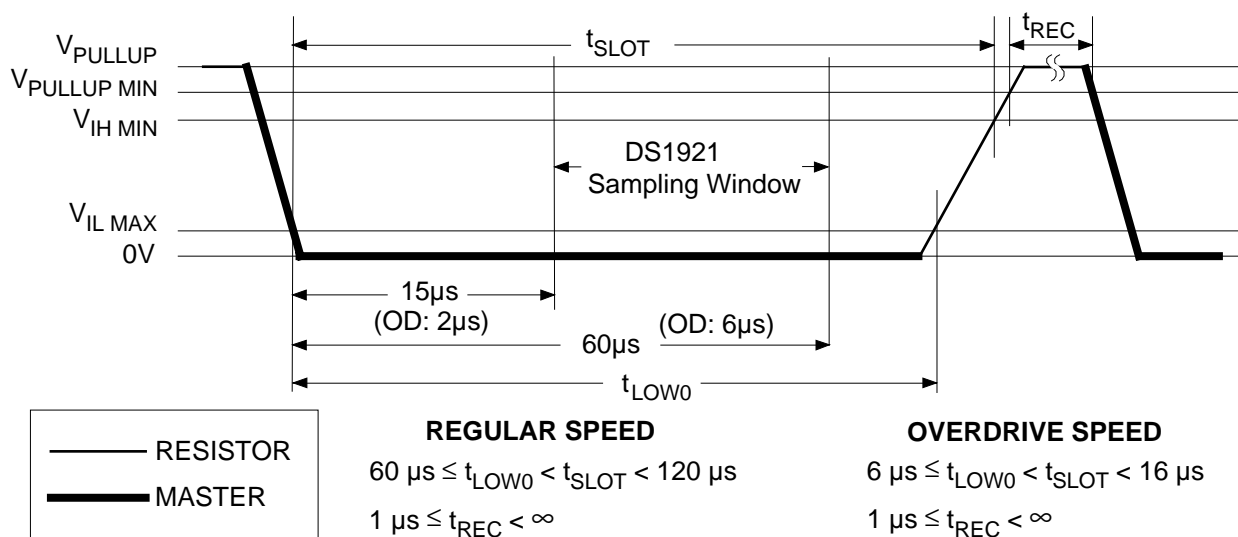 tSLOT
tREC
VPULLUP
VPULLUP MIN
VIH MIN
DS1921
Sampling Window
VIL MAX
0V
15µs
(OD: 2µs)
(OD: 6µs)
60µs
tLOW0
RESISTOR
MASTER
REGULAR SPEED
60 µs ≤ tLOW0 < tSLOT < 120 µs
1 µs ≤ tREC < ∞
OVERDRIVE SPEED
6 µs ≤ tLOW0 < tSLOT < 16 µs
1 µs ≤ tREC < ∞